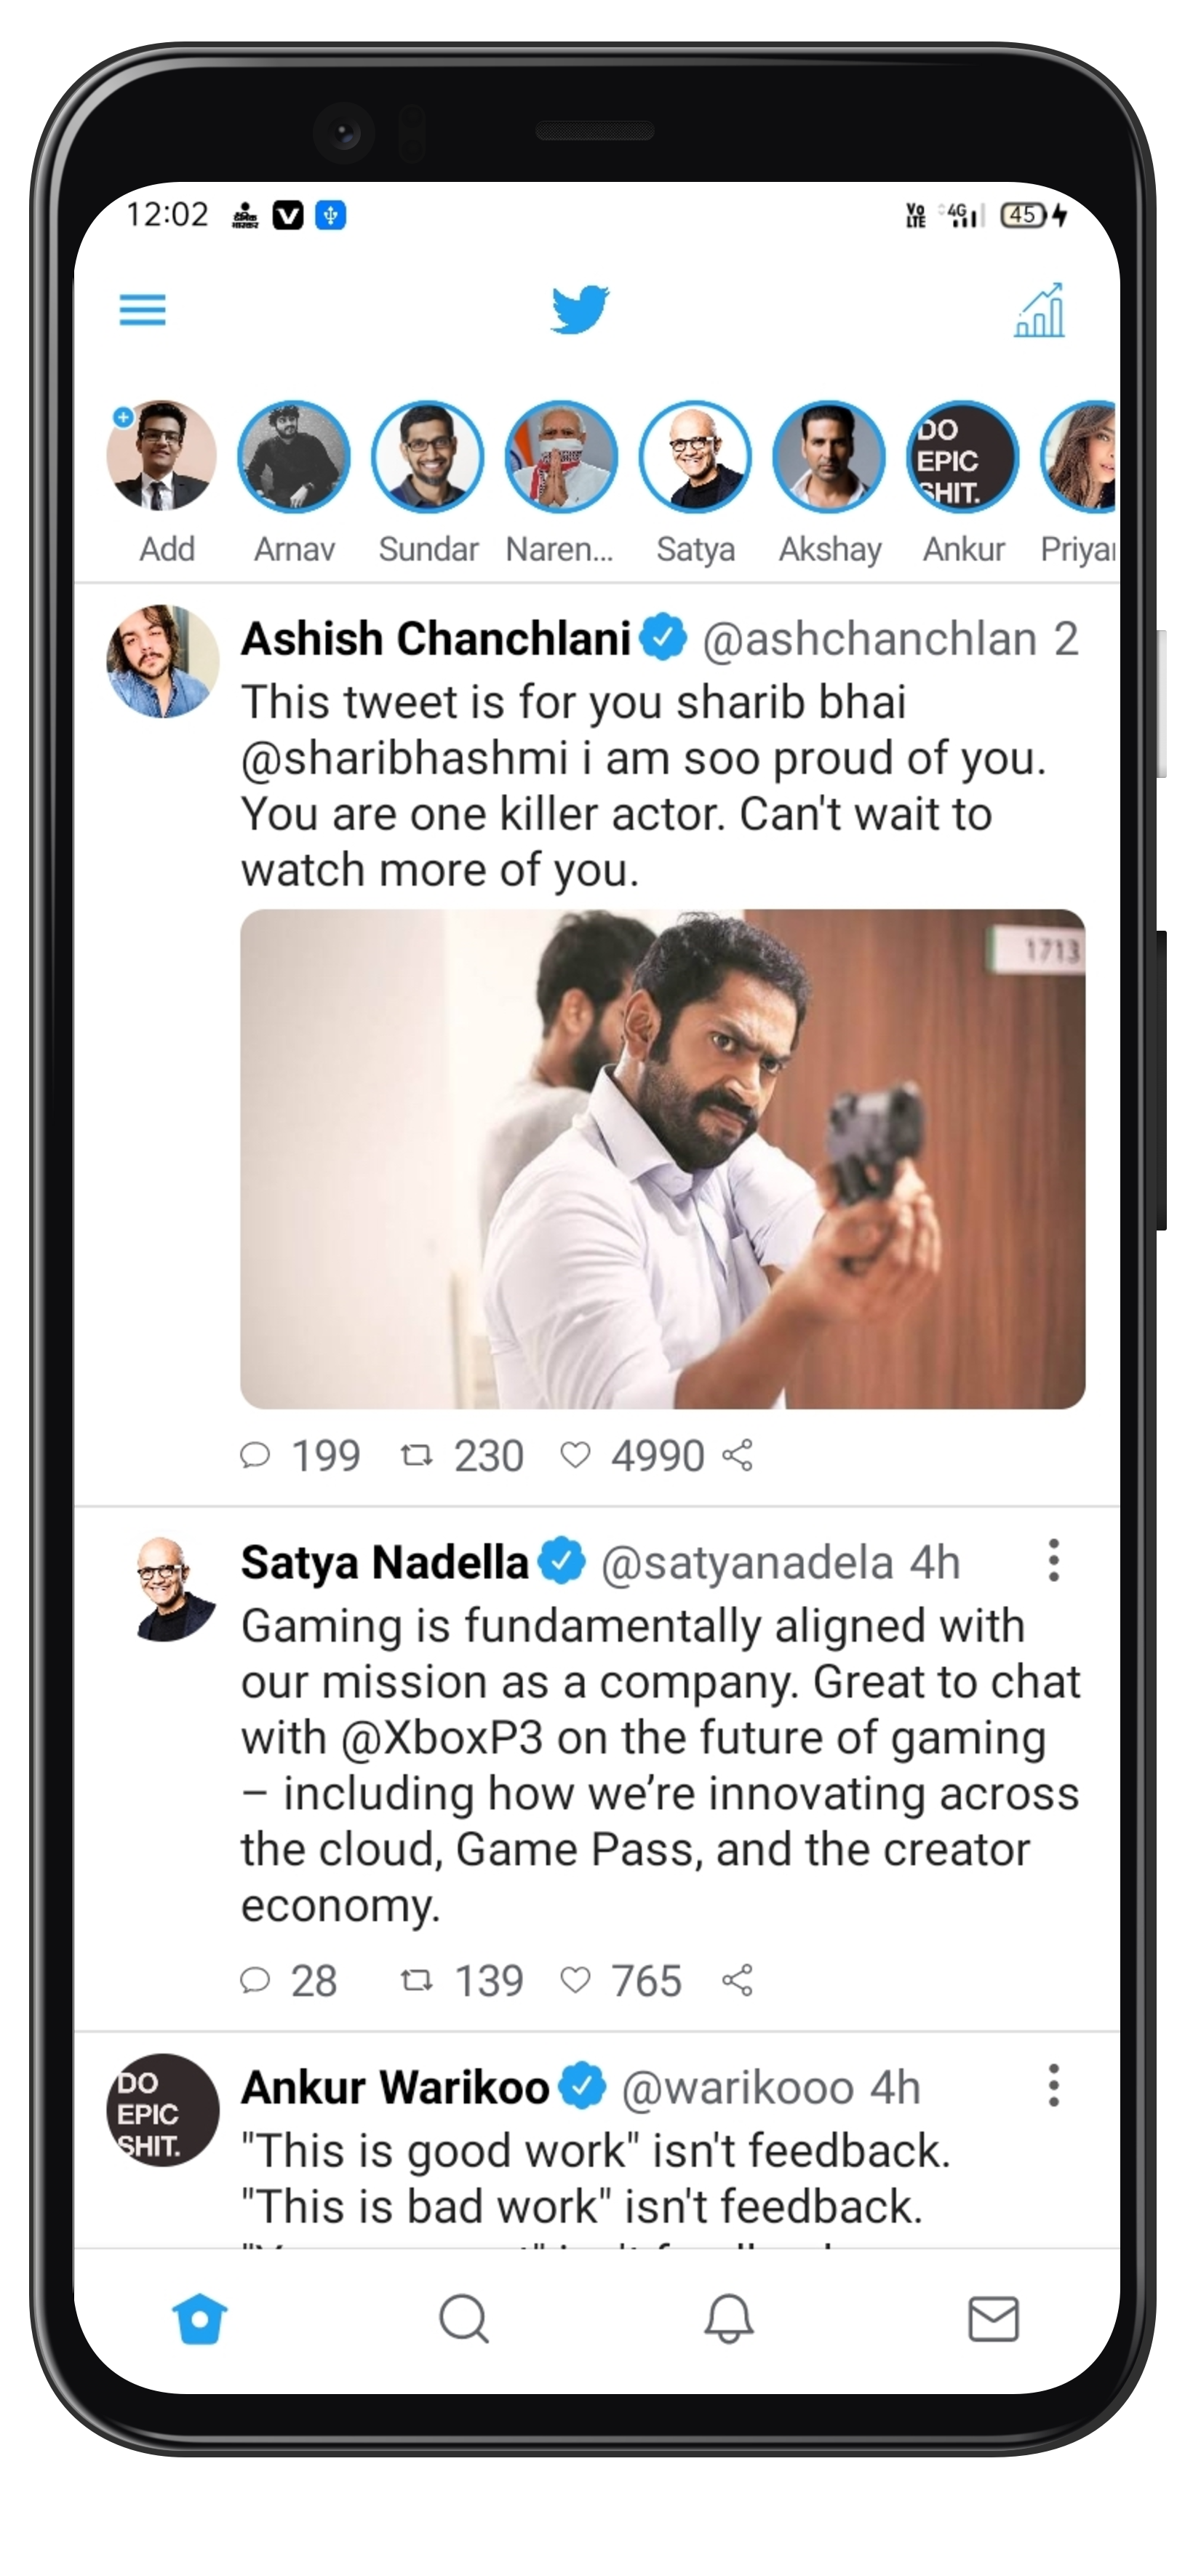 12:02
दैनिक
भास्कर
V
Vo
LTE
4G
45
Add
Arnav
Sundar
Naren...
Satya
Akshay
DO
EPIC
SHIT.
Ankur
Ashish Chanchlani @ashchanchlan 2
This tweet is for you sharib bhai
@sharibhashmi i am soo proud of you.
You are one killer actor. Can't wait to
watch more of you.
1713
199 230 4990
Satya Nadella @satyanadela 4h
Gaming is fundamentally aligned with
our mission as a company. Great to chat
with @XboxP3 on the future of gaming
– including how we’re innovating across
the cloud, Game Pass, and the creator
economy.
28 139 765
DO
EPIC
SHIT.
Ankur Warikoo @warikooo 4h
"This is good work" isn't feedback.
"This is bad work" isn't feedback.